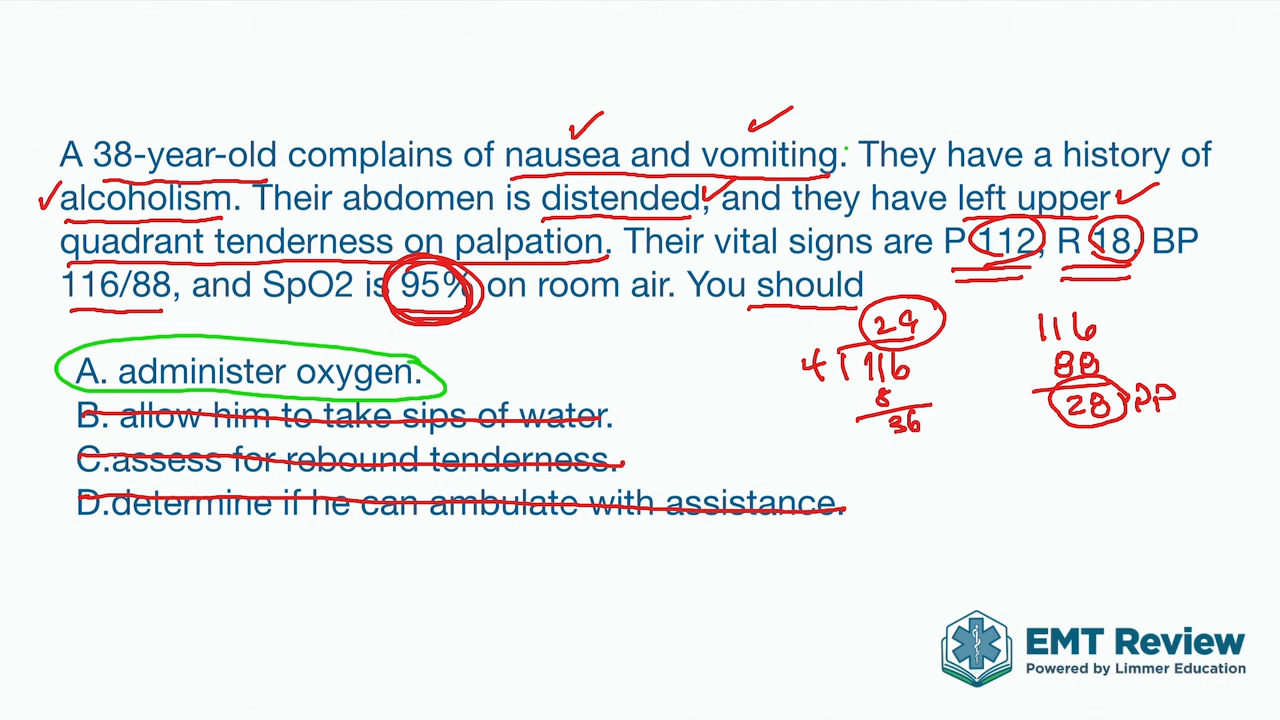 A 38-year-old complains of nausea and vomiting. They have a history of
alcoholism. Their abdomen is distended, and they have left upper
quadrant tenderness on palpation. Their vital signs are P 112, R 18, BP
116/88, and SpO2 is 95% on room air. You should
A. administer oxygen.
B. allow him to take sips of water.
C.assess for rebound tenderness.
D.determine if he can ambulate with assistance.
29
4 116
8
36
116
88
28 PP
EMT Review
Powered by Limmer Education